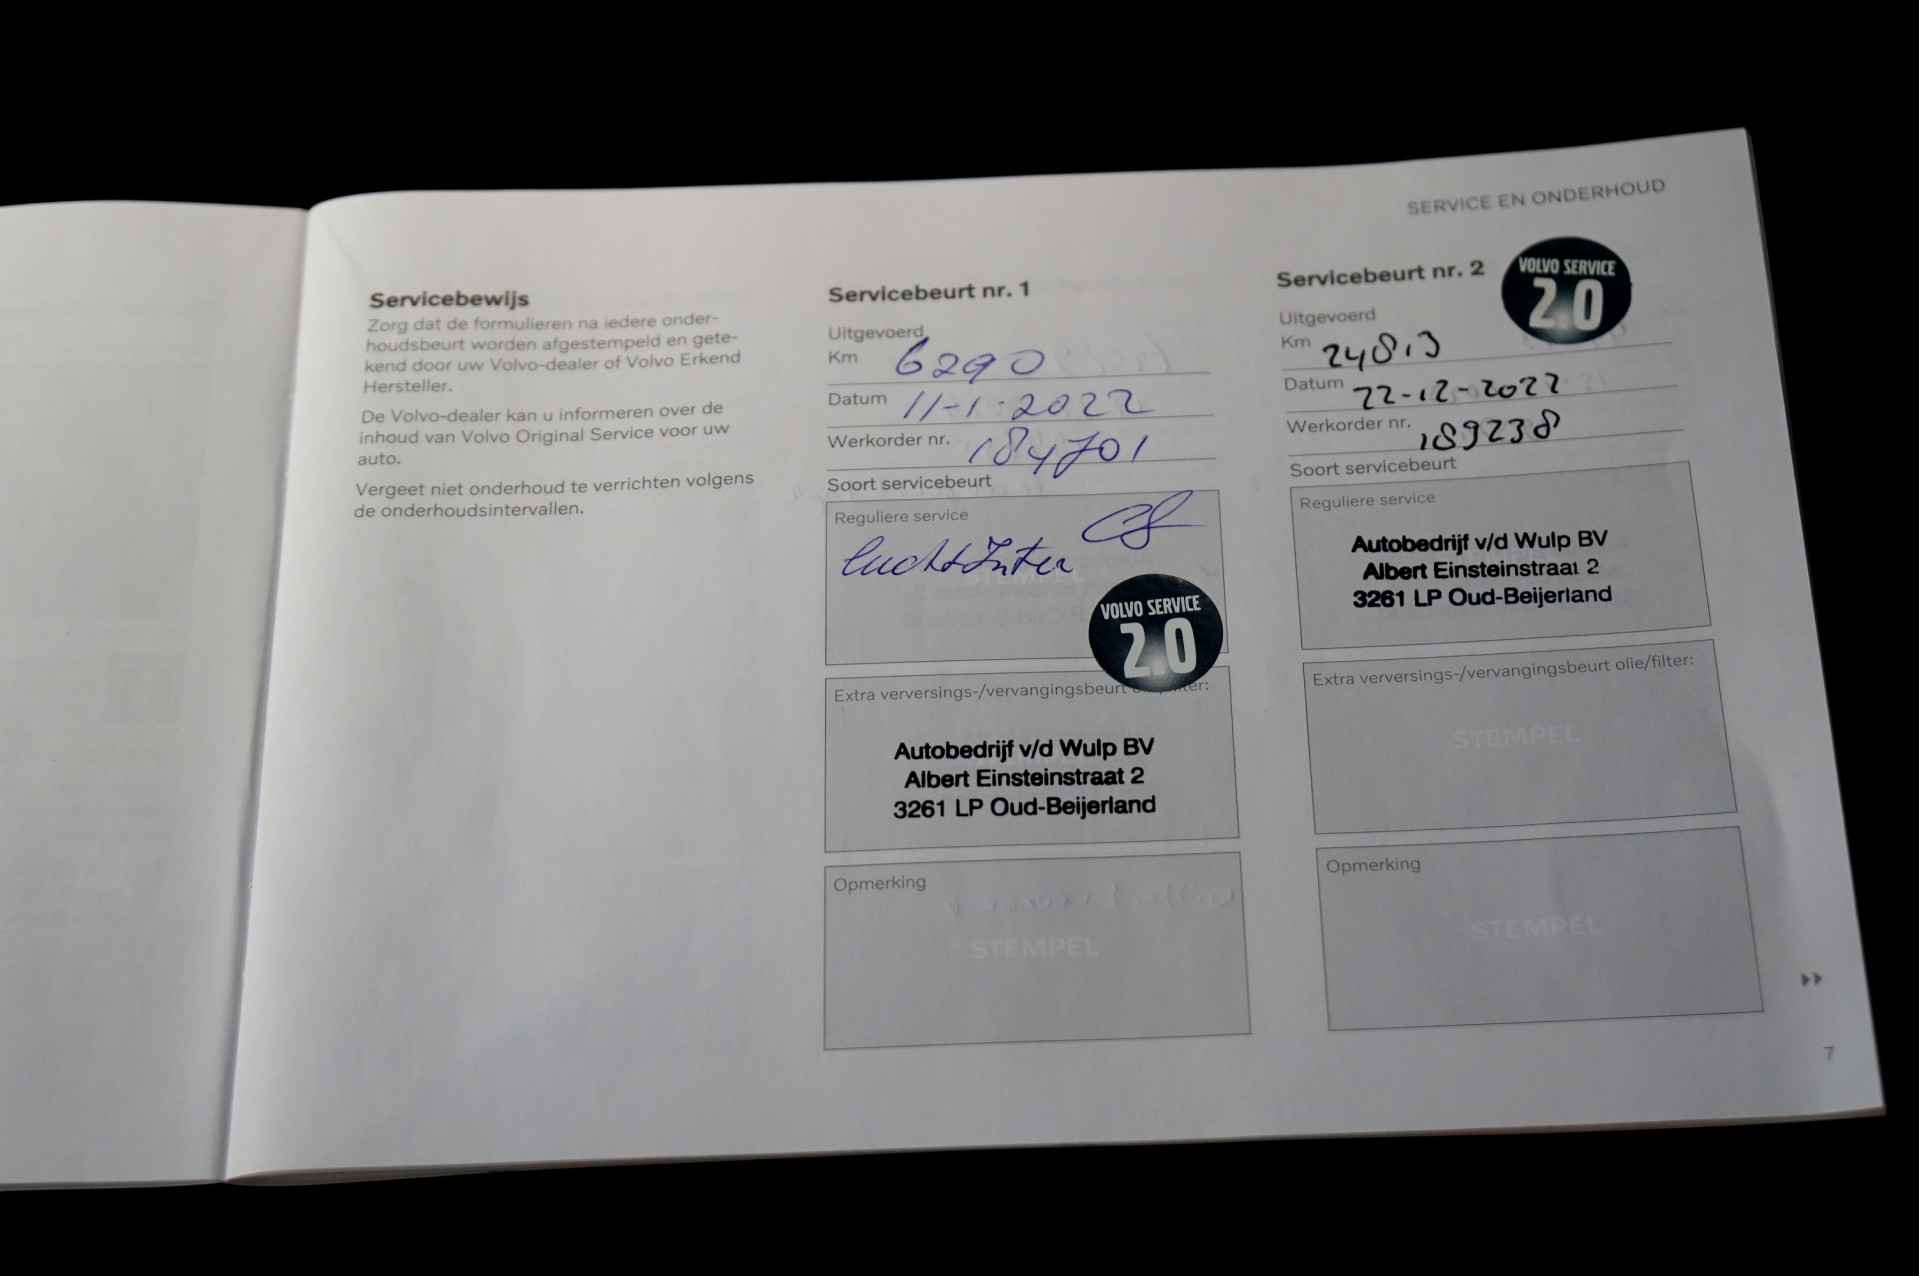 SERVICE EN ONDERHOUD
Servicebewijs
Zorg dat de formulieren na iedere onder-
houdsbeurt worden afgestempeld en gete-
kend door uw Volvo-dealer of Volvo Erkend
Hersteller.
De Volvo-dealer kan u informeren over de
inhoud van Volvo Original Service voor uw
auto.
Vergeet niet onderhoud te verrichten volgens
de onderhoudsintervallen.
Servicebeurt nr. 1
Uitgevoerd
Km 6290
Datum 11-1-2022
Werkorder nr. 184701
Soort servicebeurt
Reguliere service
VOLVO SERVICE
2.0
Extra verversings-/vervangingsbeurt
Autobedrijf v/d Wulp BV
Albert Einsteinstraat 2
3261 LP Oud-Beijerland
Opmerking
STEMPEL
Servicebeurt nr. 2
VOLVO SERVICE
2.0
Uitgevoerd
Km 24813
Datum 22-12-2022
Werkorder nr. 189238
Soort servicebeurt
Reguliere service
Autobedrijf v/d Wulp BV
Albert Einsteinstraat 2
3261 LP Oud-Beijerland
Extra verversings-/vervangingsbeurt olie/filter:
STEMPEL
Opmerking
STEMPEL
7